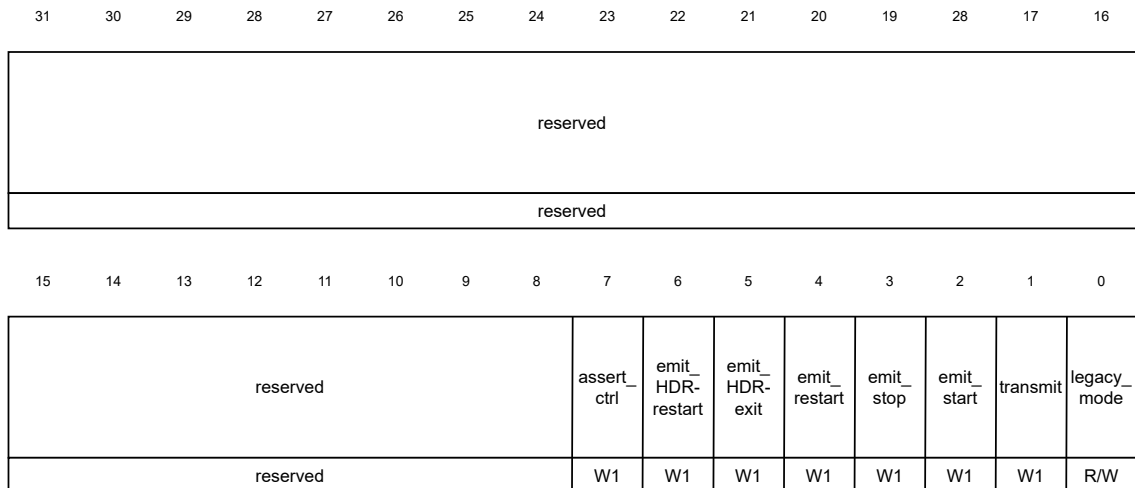 31 30 29 28 27 26 25 24 23 22 21 20 19 28 17 16
reserved
reserved
15 14 13 12 11 10 9 8 7 6 5 4 3 2 1 0
reserved
assert_
ctrl
emit_
HDR-
restart
emit_
HDR-
exit
emit_
restart
emit_
stop
emit_
start
transmit
legacy_
mode
reserved W1 W1 W1 W1 W1 W1 W1 R/W